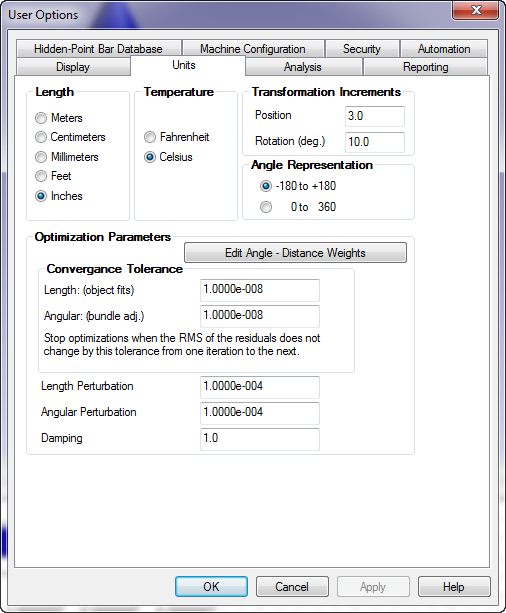 User Options
Hidden-Point Bar Database
Machine Configuration
Security
Automation
Display
Units
Analysis
Reporting
Length
Meters
Centimeters
Millimeters
Feet
Inches
Temperature
Fahrenheit
Celsius
Transformation Increments
Position 3.0
Rotation (deg.) 10.0
Angle Representation
-180 to +180
0 to 360
Optimization Parameters
Edit Angle - Distance Weights
Convergance Tolerance
Length: (object fits) 1.0000e-008
Angular: (bundle adj.) 1.0000e-008
Stop optimizations when the RMS of the residuals does not
change by this tolerance from one iteration to the next.
Length Perturbation 1.0000e-004
Angular Perturbation 1.0000e-004
Damping 1.0
OK
Cancel
Apply
Help